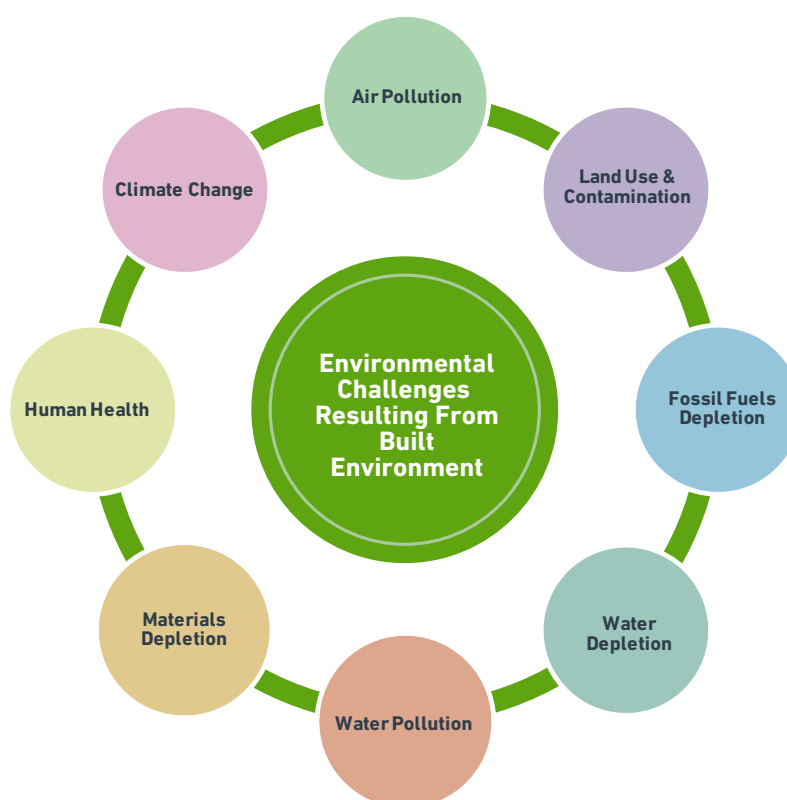 Air Pollution
Land Use &
Contamination
Fossil Fuels
Depletion
Water
Depletion
Water Pollution
Materials
Depletion
Human Health
Climate Change
Environmental
Challenges
Resulting From
Built
Environment